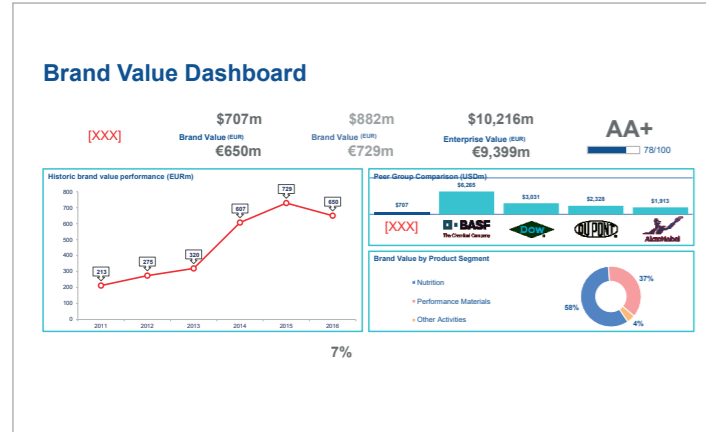 Brand Value Dashboard
[XXX]
$707m
Brand Value (EUR)
€650m
$882m
Brand Value (EUR)
€729m
$10,216m
Enterprise Value (EUR)
€9,399m
AA+
78/100
Historic brand value performance (EURm)
800
700
600
500
400
300
200
100
0
213
275
320
607
729
650
2011 2012 2013 2014 2015 2016
Peer Group Comparison (USDm)
$707
$6,265
$3,031
$2,328
$1,913
[XXX]
BASF
The Chemical Company
Dow
DUPONT
AkzoNobel
Brand Value by Product Segment
Nutrition
Performance Materials
Other Activities
58%
37%
4%
7%